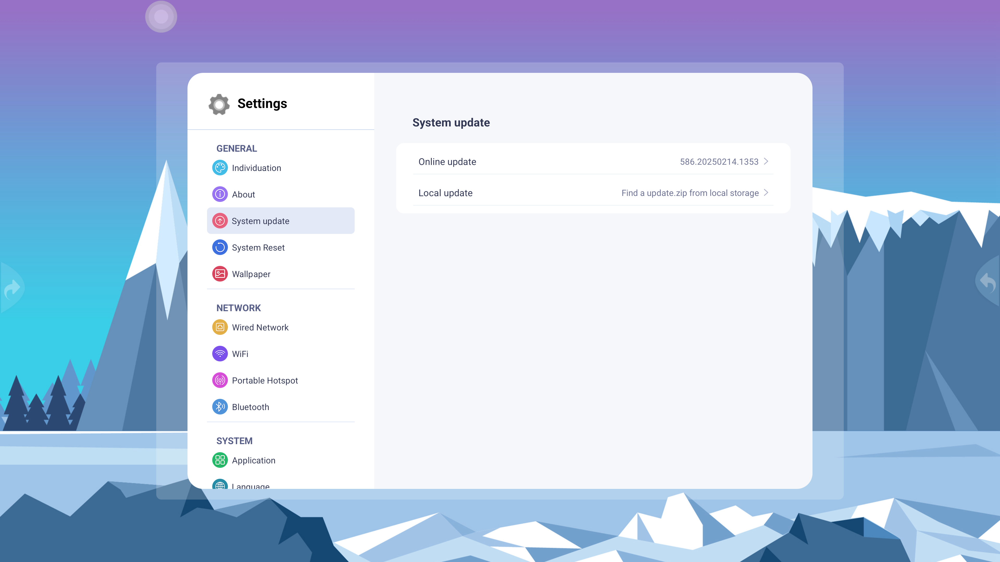 Settings
GENERAL
Individuation
About
System update
System Reset
Wallpaper
NETWORK
Wired Network
WiFi
Portable Hotspot
Bluetooth
SYSTEM
Application
Language
System update
Online update 586.20250214.1353
Local update Find a update.zip from local storage